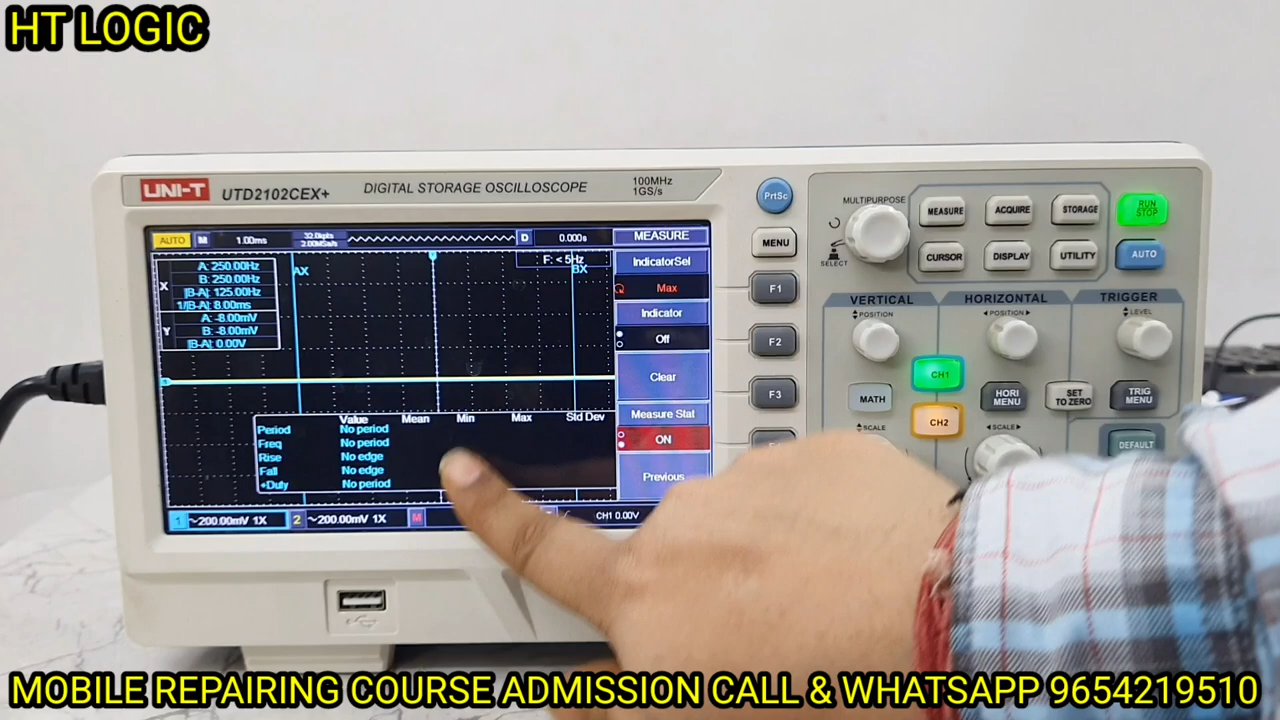 HT LOGIC
UNI-T UTD2102CEX+ DIGITAL STORAGE OSCILLOSCOPE 100MHz
1GS/s
PrtSc
MULTIPURPOSE
SELECT
MEASURE ACQUIRE STORAGE RUN
STOP
CURSOR DISPLAY UTILITY AUTO
MENU
F1
F2
F3
VERTICAL HORIZONTAL TRIGGER
POSITION POSITION LEVEL
CH1
MATH HORI
MENU SET
TO ZERO TRIG
MENU
CH2
SCALE SCALE DEFAULT
AUTO M 1.00ms 32.0kpts
2.00MSa/s D 0.000s MEASURE
F: < 5Hz
AX BX
X
A: 250.00Hz
B: 250.00Hz
|B-A|: 125.00Hz
1/|B-A|: 8.00ms
Y
A: -8.00mV
B: -8.00mV
|B-A|: 0.00V
IndicatorSel
Max
Indicator
Off
Clear
Measure Stat
ON
Previous
Value Mean Min Max Std Dev
Period No period
Freq No period
Rise No edge
Fall No edge
+Duty No period
1 ~200.00mV 1X 2 ~200.00mV 1X M CH1 0.00V
MOBILE REPAIRING COURSE ADMISSION CALL & WHATSAPP 9654219510